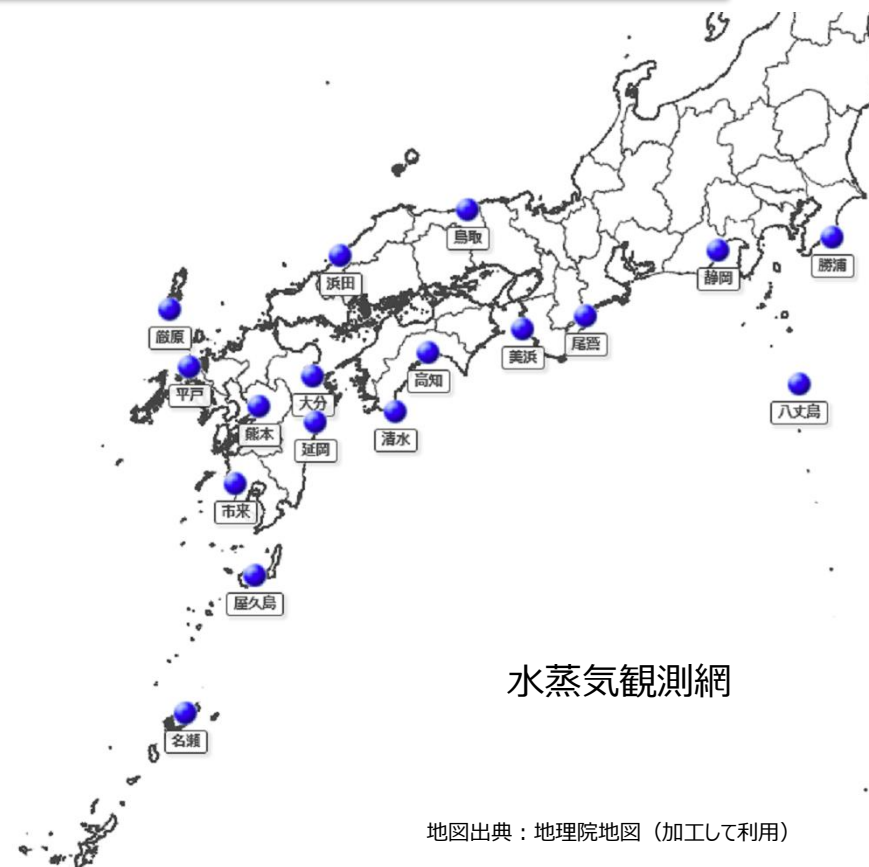 鳥取
勝浦
静岡
浜田
厳原
尾鷲
美浜
高知
平戸
大分
八丈島
熊本
清水
延岡
市来
屋久島
水蒸気観測網
名瀬
地図出典：地理院地図（加工して利用）